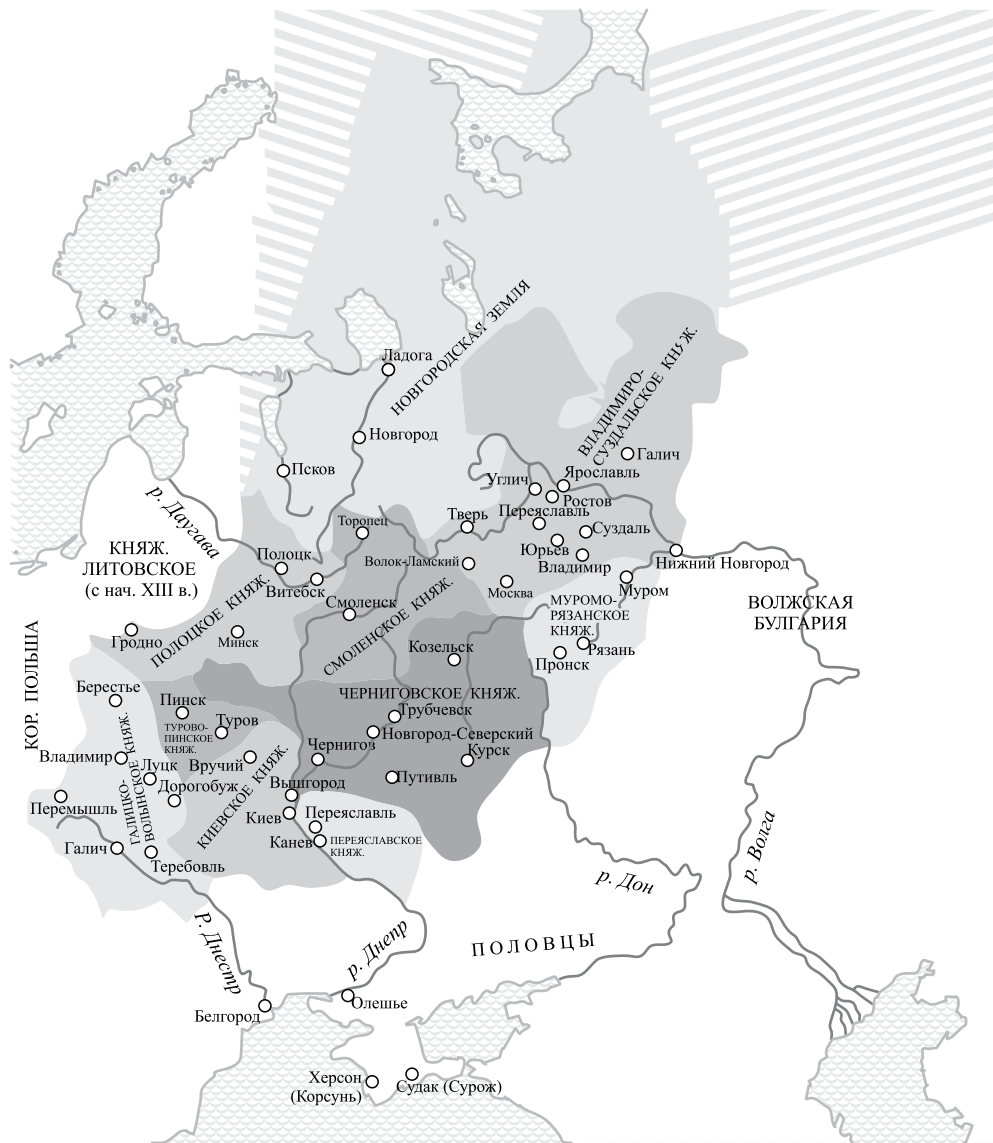 НОВГОРОДСКАЯ ЗЕМЛЯ
ВЛАДИМИРО-
СУЗДАЛЬСКОЕ КНЯЖ.
Ладога
Новгород
Псков
Галич
Ярославль
Углич
Ростов
Переяславль
Суздаль
Юрьев
Владимир
Тверь
Торопец
Волок-Ламский
Москва
Нижний Новгород
Муром
р. Даугава
КНЯЖ.
ЛИТОВСКОЕ
(с нач. XIII в.)
Полоцк
Витебск
ПОЛОЦКОЕ КНЯЖ.
Смоленск
СМОЛЕНСКОЕ КНЯЖ.
Гродно
Минск
МУРОМО-
РЯЗАНСКОЕ
КНЯЖ.
Рязань
Пронск
ВОЛЖСКАЯ
БУЛГАРИЯ
КОР. ПОЛЬША
Козельск
ЧЕРНИГОВСКОЕ КНЯЖ.
Трубчевск
Новгород-Северский
Курск
Чернигов
Путивль
Берестье
Пинск
ТУРОВО-
ПИНСКОЕ
КНЯЖ.
Туров
Владимир
Луцк
Вручий
Дорогобуж
ГАЛИЦКО-
ВОЛЫНСКОЕ КНЯЖ.
КИЕВСКОЕ КНЯЖ.
Вышгород
Киев
Переяславль
Канев
ПЕРЕЯСЛАВСКОЕ
КНЯЖ.
Перемышль
Галич
Теребовль
р. Дон
р. Волга
ПОЛОВЦЫ
Р. Днестр
р. Днепр
Белгород
Олешье
Херсон
(Корсунь)
Судак (Сурож)